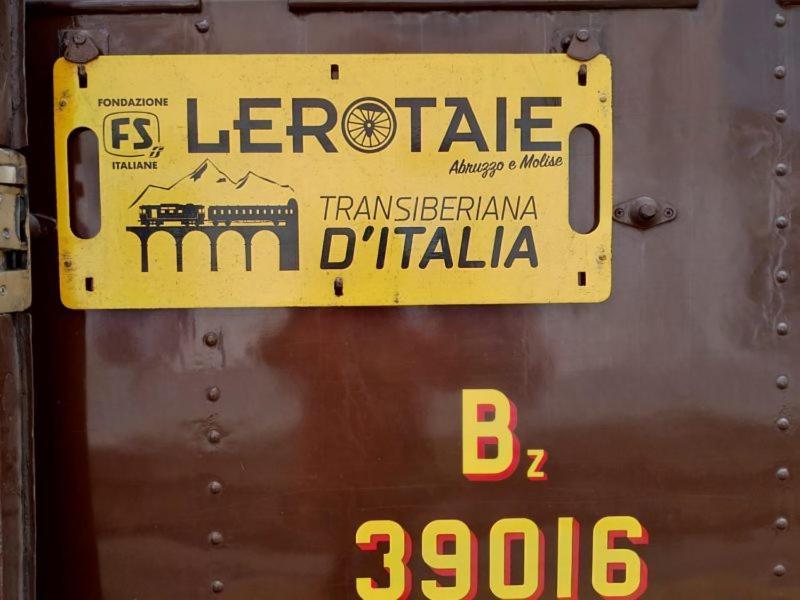 FONDAZIONE
FS
ITALIANE
LEROTAIE
Abruzzo e Molise
TRANSIBERIANA
D'ITALIA
Bz
39016